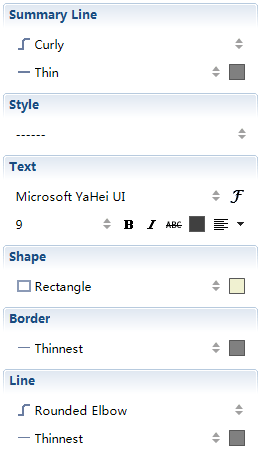 Summary Line
Curly
Thin
Style
------
Text
Microsoft YaHei UI
9 B I ABC
Shape
Rectangle
Border
Thinnest
Line
Rounded Elbow
Thinnest